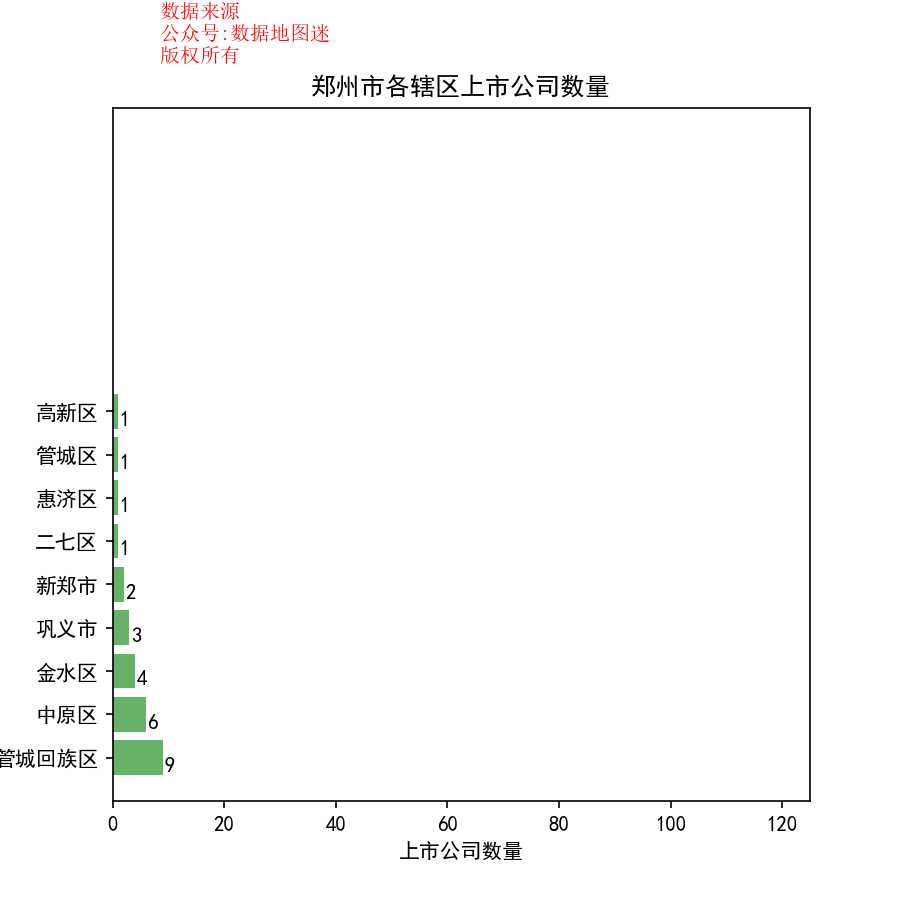 数据来源
公众号:数据地图迷
版权所有
郑州市各辖区上市公司数量
高新区 1
管城区 1
惠济区 1
二七区 1
新郑市 2
巩义市 3
金水区 4
中原区 6
管城回族区 9
0 20 40 60 80 100 120
上市公司数量